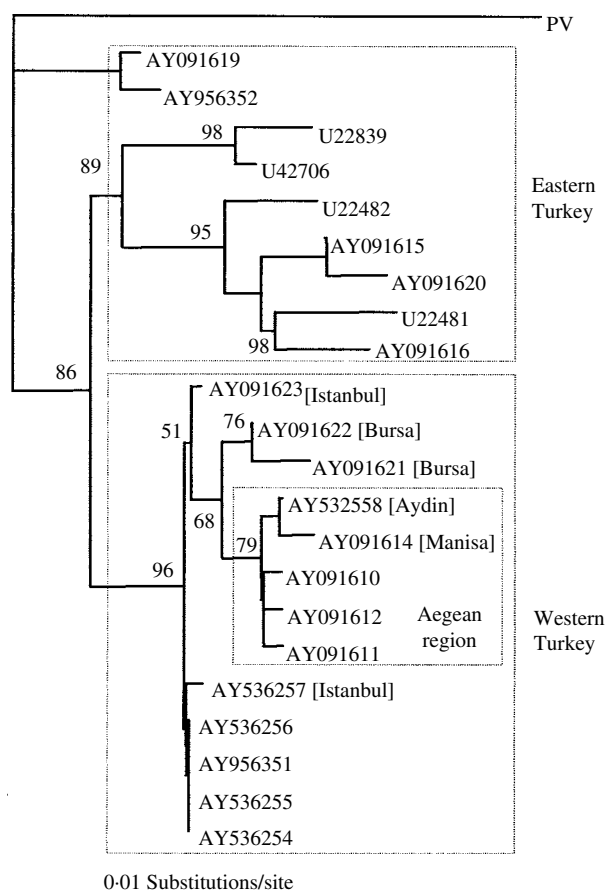 PV
AY091619
AY956352
98
U22839
89
U42706
Eastern
Turkey
U22482
95
AY091615
AY091620
U22481
98
AY091616
86
AY091623 [Istanbul]
51
76
AY091622 [Bursa]
AY091621 [Bursa]
AY532558 [Aydin]
68
AY091614 [Manisa]
79
96
AY091610
AY091612
Aegean
region
Western
Turkey
AY091611
AY536257 [Istanbul]
AY536256
AY956351
AY536255
AY536254
0·01 Substitutions/site